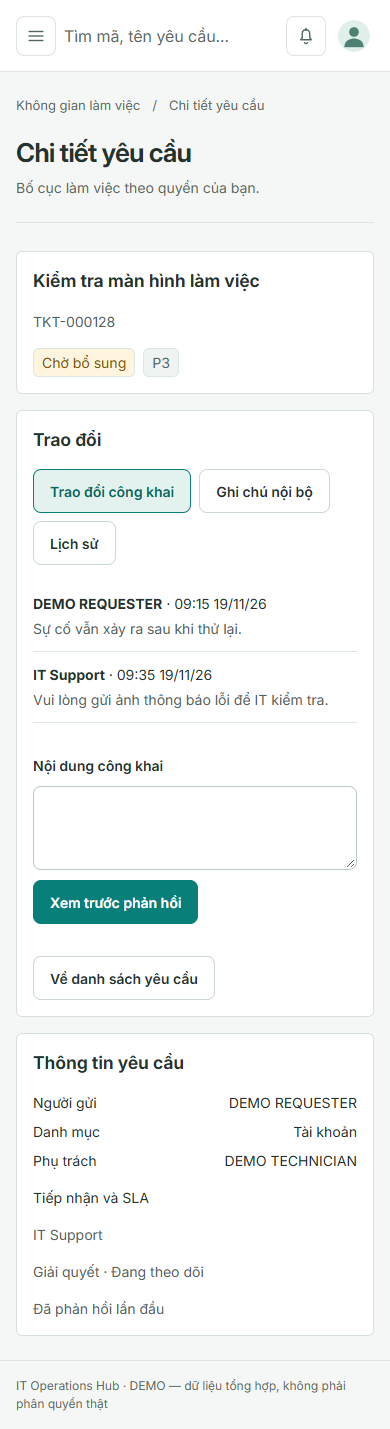 Tìm mã, tên yêu cầu...
Không gian làm việc / Chi tiết yêu cầu
Chi tiết yêu cầu
Bố cục làm việc theo quyền của bạn.
Kiểm tra màn hình làm việc
TKT-000128
Chờ bổ sung P3
Trao đổi
Trao đổi công khai Ghi chú nội bộ
Lịch sử
DEMO REQUESTER · 09:15 19/11/26
Sự cố vẫn xảy ra sau khi thử lại.
IT Support · 09:35 19/11/26
Vui lòng gửi ảnh thông báo lỗi để IT kiểm tra.
Nội dung công khai
Xem trước phản hồi
Về danh sách yêu cầu
Thông tin yêu cầu
Người gửi DEMO REQUESTER
Danh mục Tài khoản
Phụ trách DEMO TECHNICIAN
Tiếp nhận và SLA
IT Support
Giải quyết · Đang theo dõi
Đã phản hồi lần đầu
IT Operations Hub · DEMO — dữ liệu tổng hợp, không phải
phân quyền thật